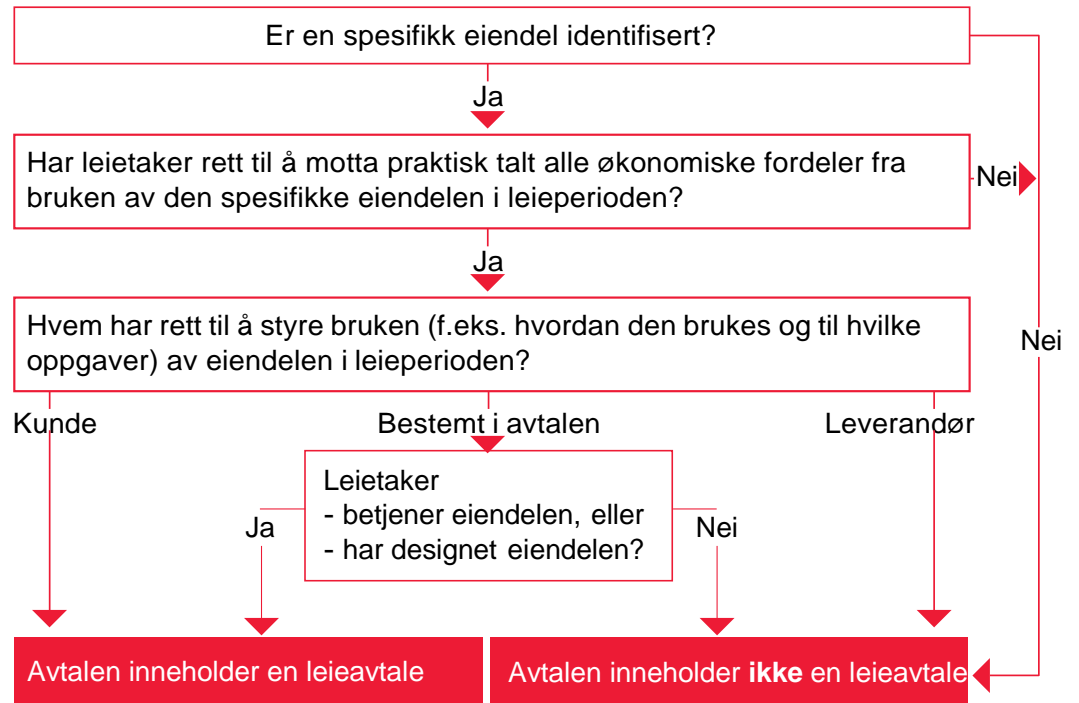 Er en spesifikk eiendel identifisert?
Ja
Har leietaker rett til å motta praktisk talt alle økonomiske fordeler fra
bruken av den spesifikke eiendelen i leieperioden?
Nei
Ja
Hvem har rett til å styre bruken (f.eks. hvordan den brukes og til hvilke
oppgaver) av eiendelen i leieperioden?
Nei
Kunde
Bestemt i avtalen
Leverandør
Leietaker
- betjener eiendelen, eller
- har designet eiendelen?
Ja
Nei
Avtalen inneholder en leieavtale
Avtalen inneholder ikke en leieavtale